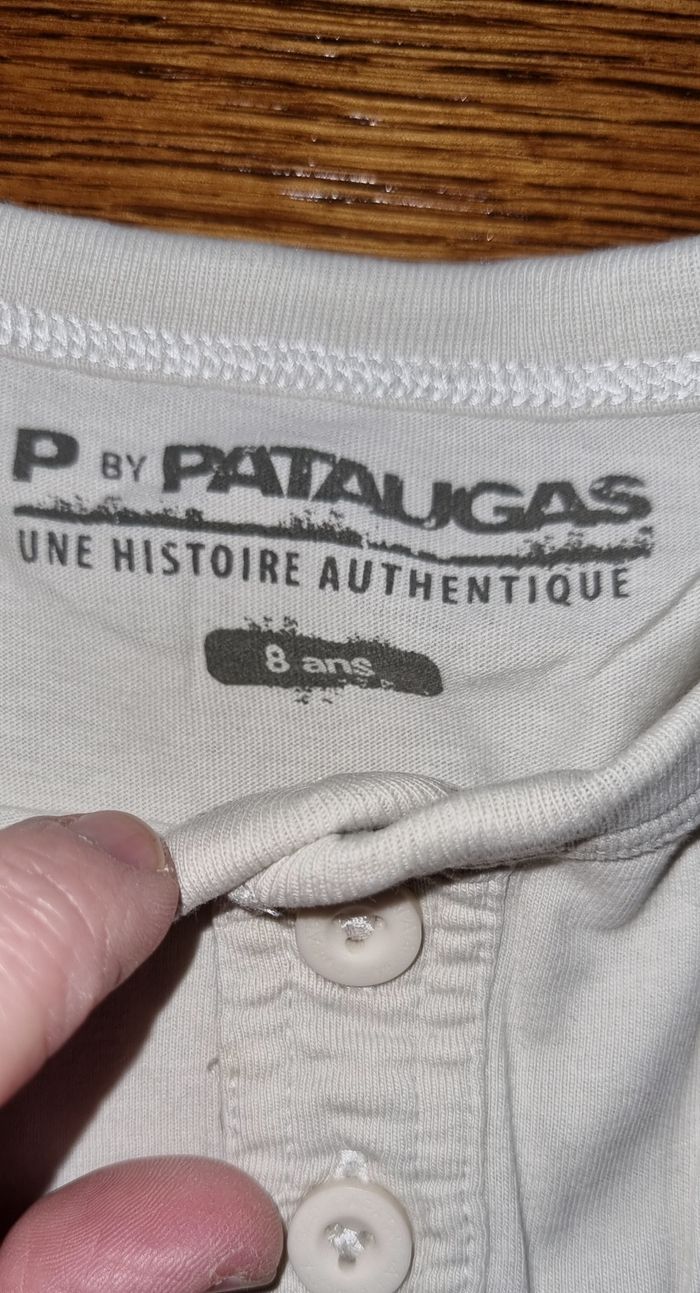 P BY PATAUGAS
UNE HISTOIRE AUTHENTIQUE
8 ans